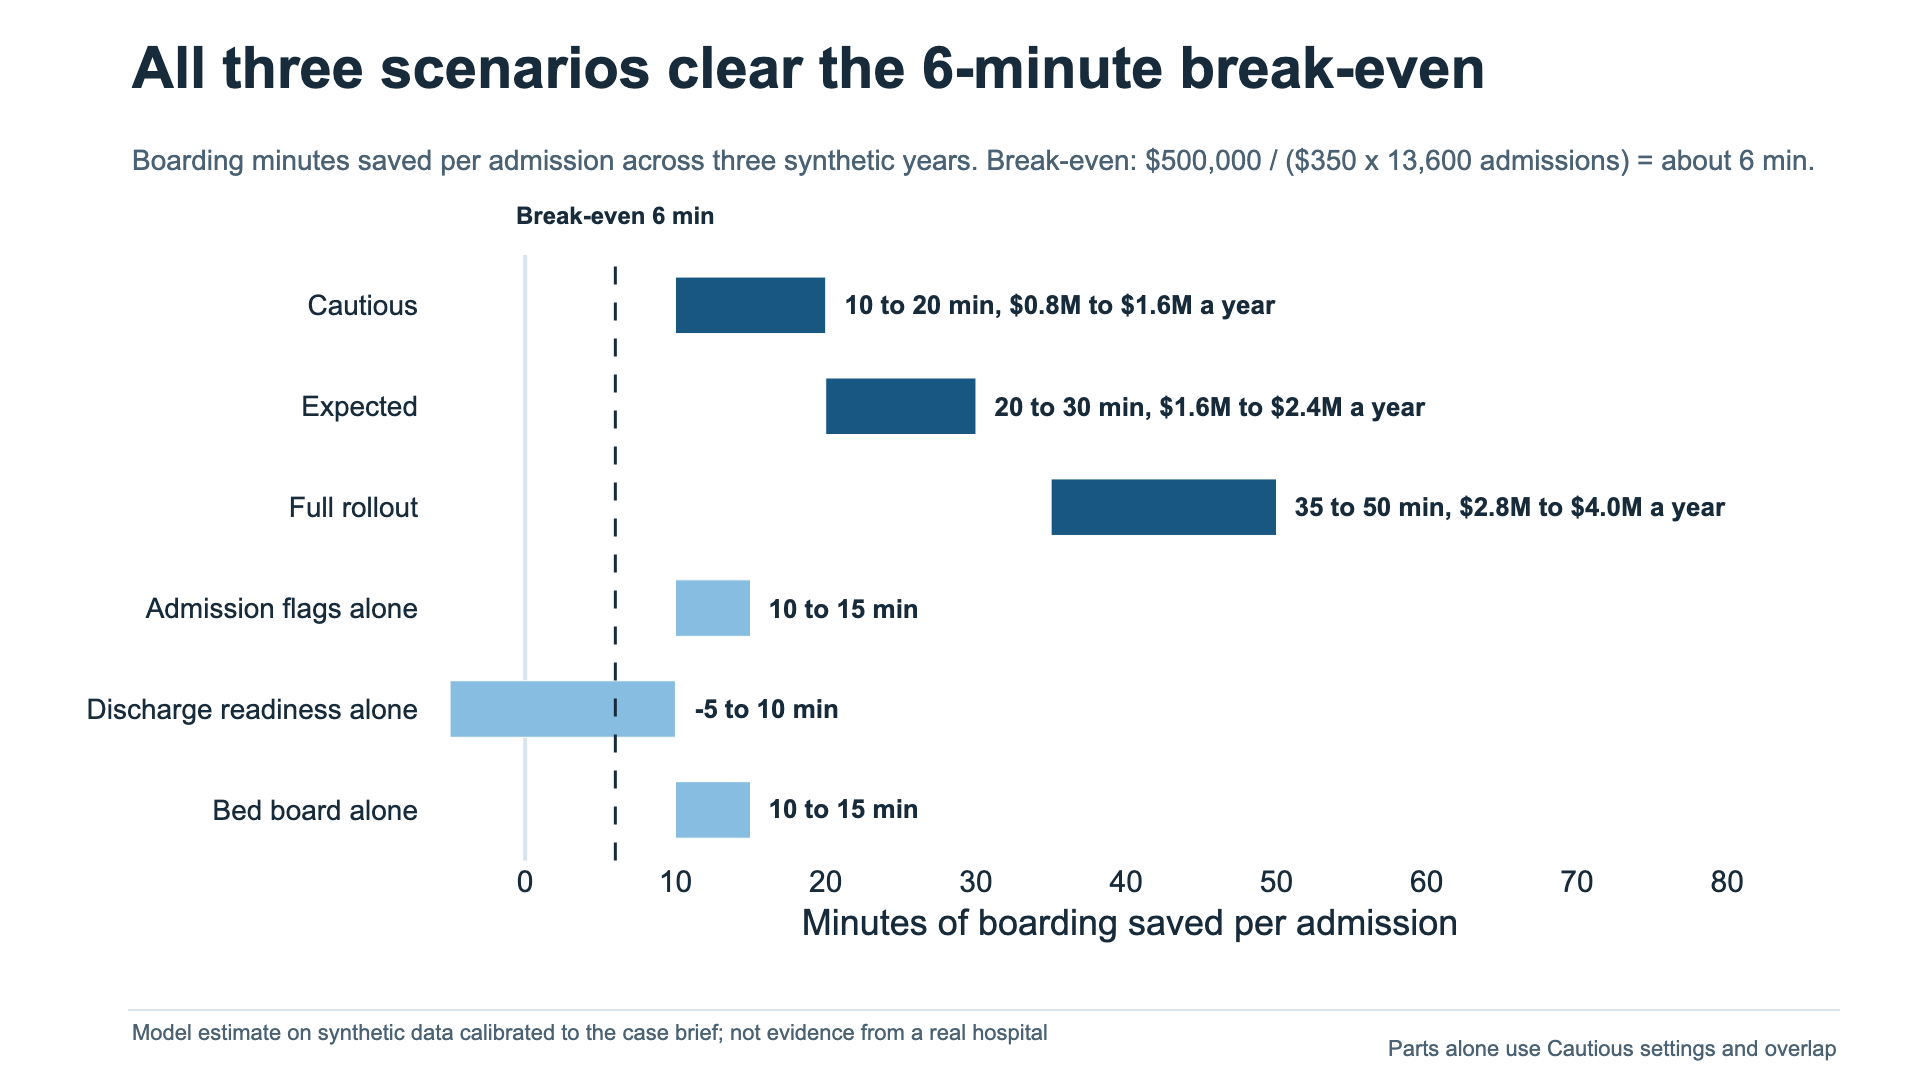 All three scenarios clear the 6-minute break-even
Boarding minutes saved per admission across three synthetic years. Break-even: $500,000 / ($350 x 13,600 admissions) = about 6 min.
Break-even 6 min
Cautious
10 to 20 min, $0.8M to $1.6M a year
Expected
20 to 30 min, $1.6M to $2.4M a year
Full rollout
35 to 50 min, $2.8M to $4.0M a year
Admission flags alone
10 to 15 min
Discharge readiness alone
-5 to 10 min
Bed board alone
10 to 15 min
0 10 20 30 40 50 60 70 80
Minutes of boarding saved per admission
Model estimate on synthetic data calibrated to the case brief; not evidence from a real hospital
Parts alone use Cautious settings and overlap